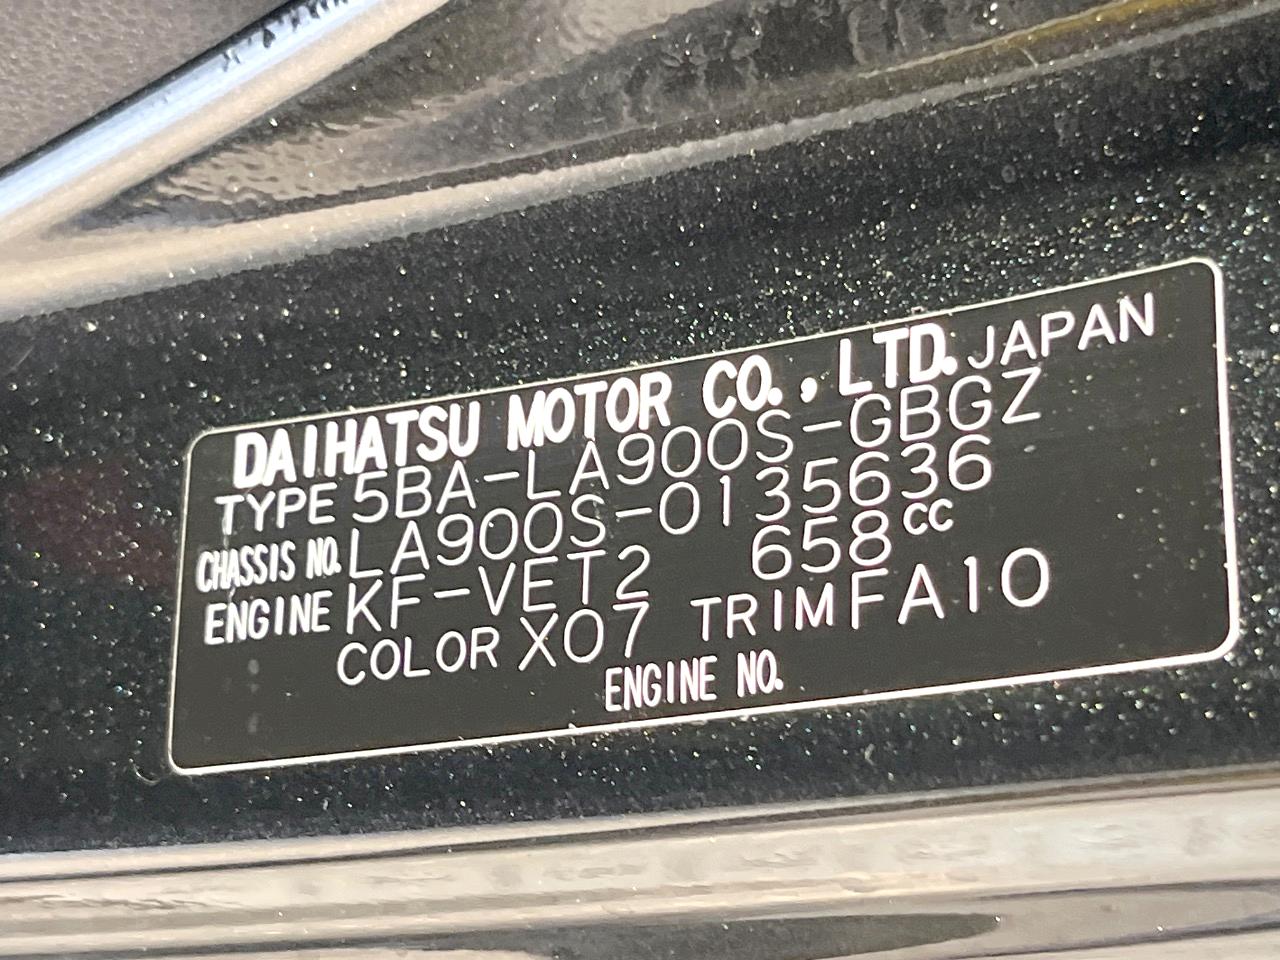 DAIHATSU MOTOR CO., LTD. JAPAN
TYPE 5BA-LA900S-GBGZ
CHASSIS NO. LA900S-0135636
ENGINE KF-VET2 658cc
COLOR X07 TRIM FA10
ENGINE NO.